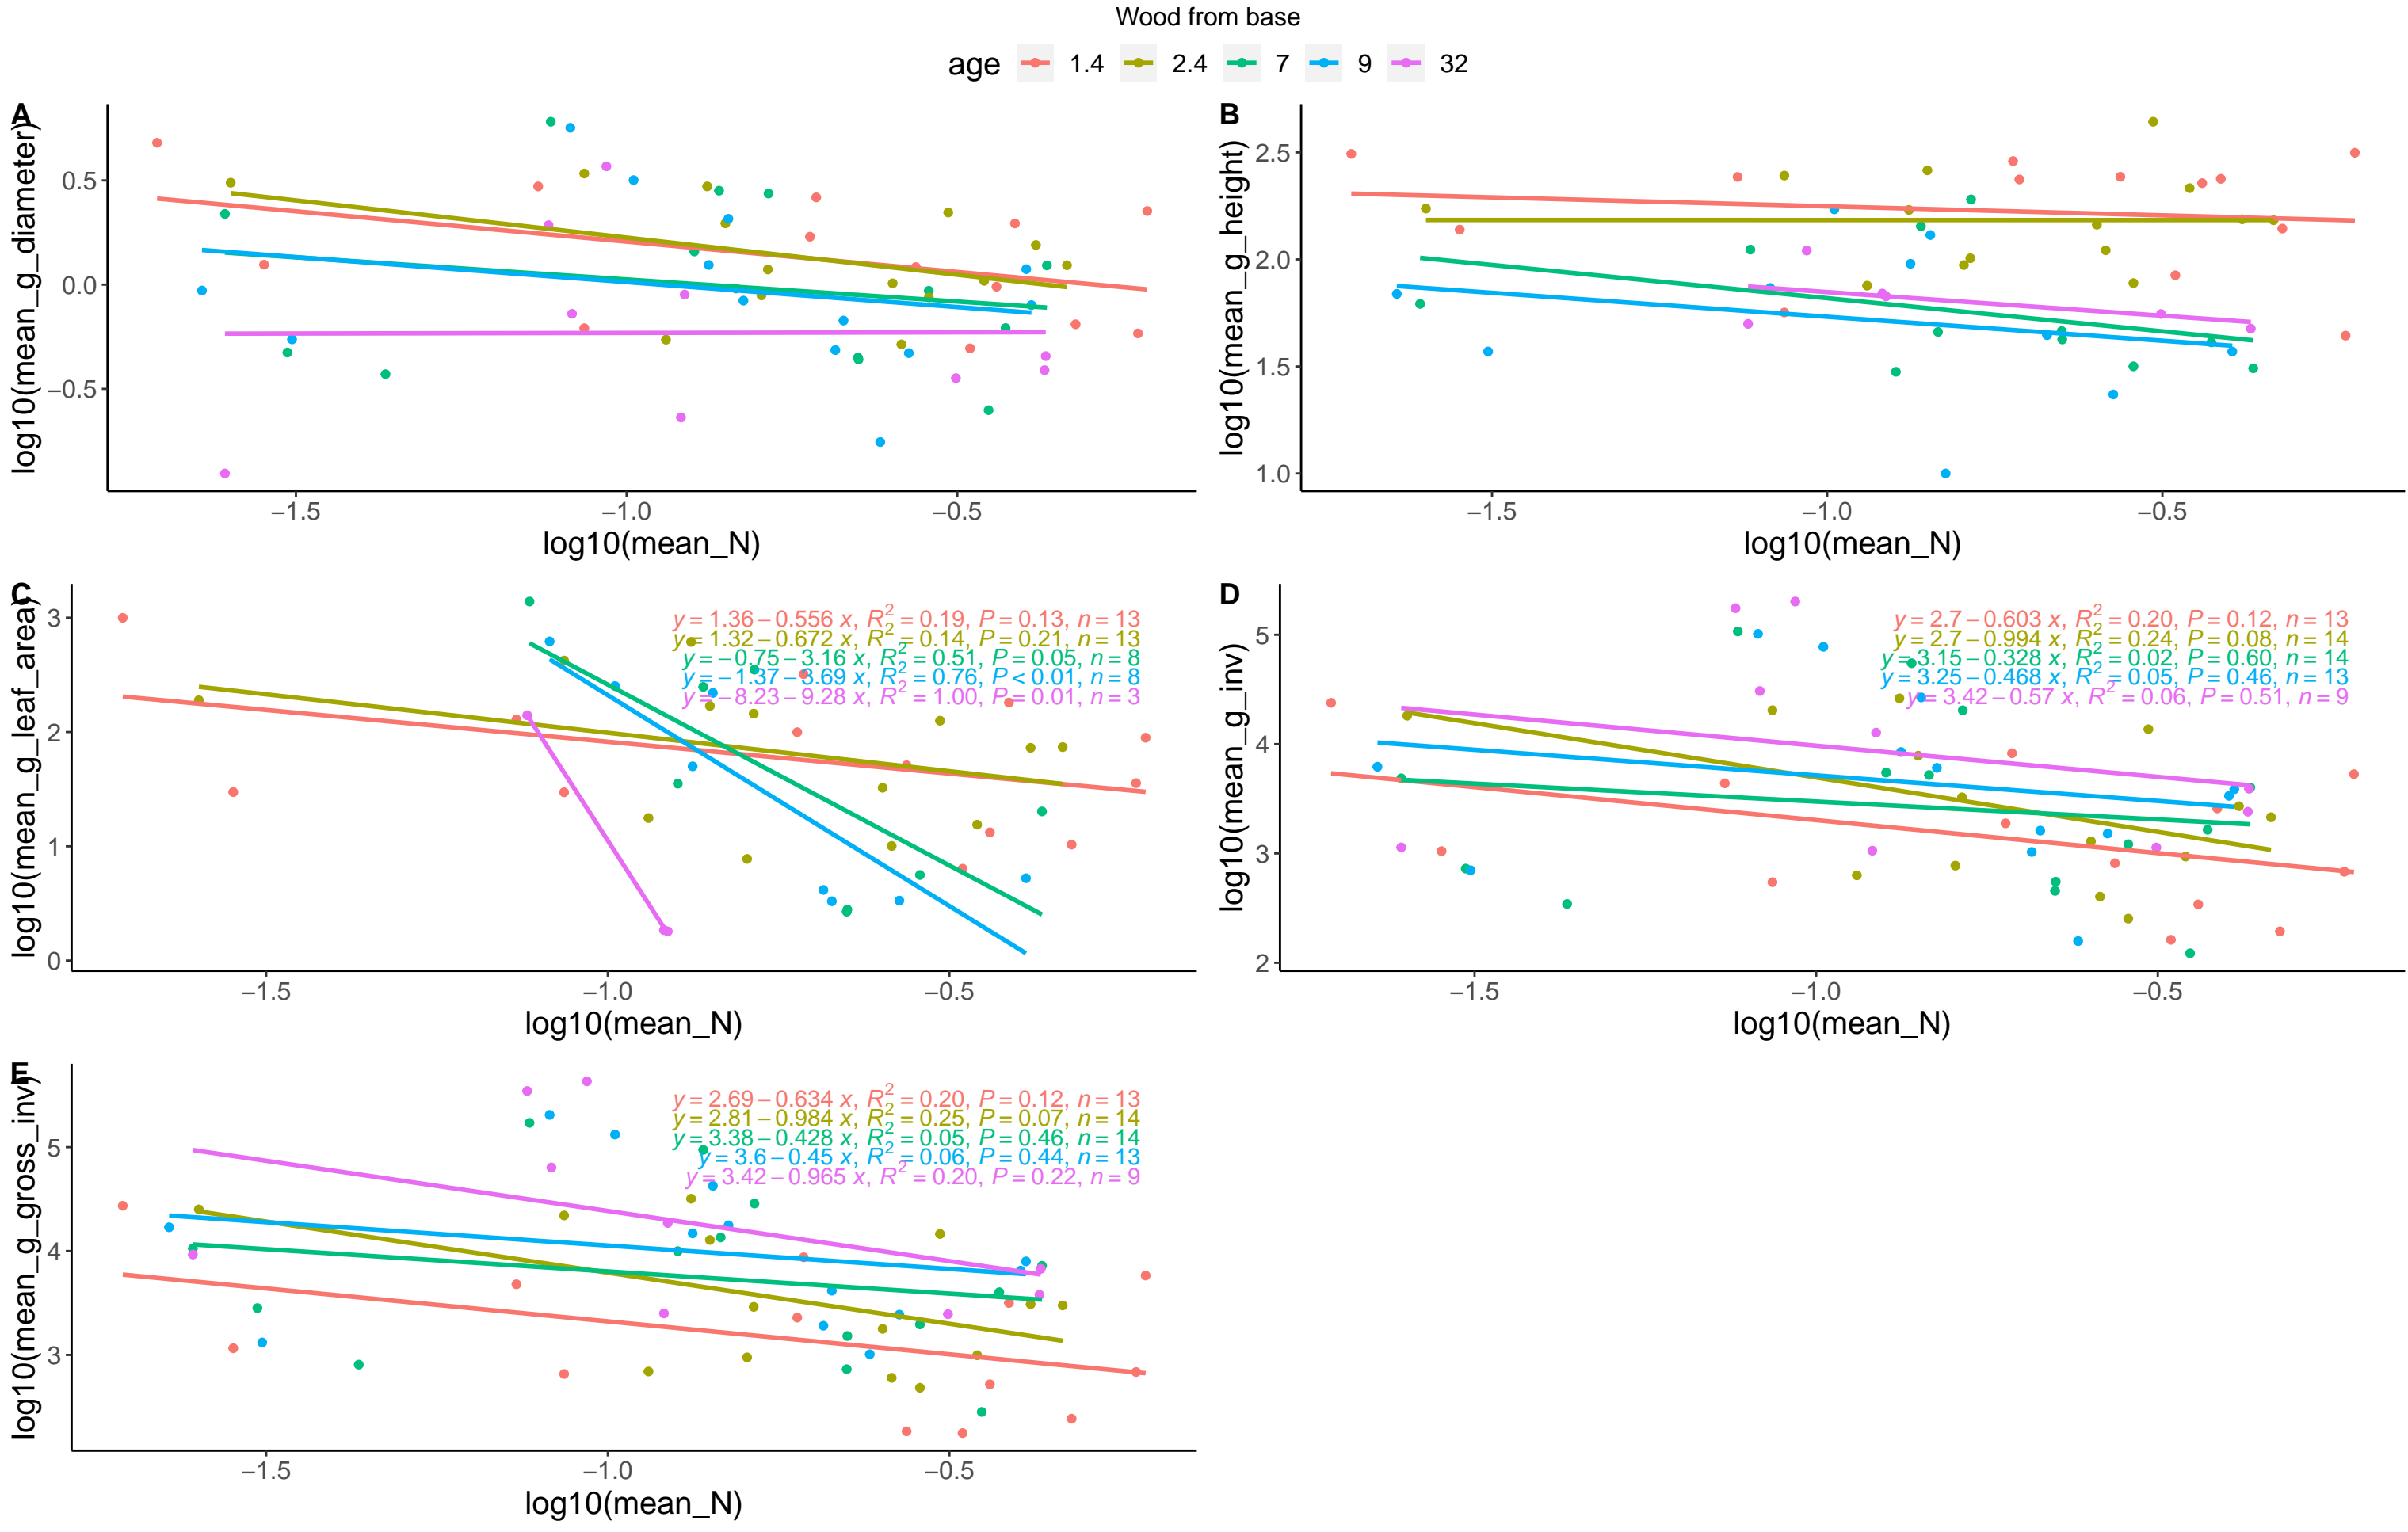 Wood from base
age 1.4 2.4 7 9 32
A
log10(mean_g_diameter)
0.5
0.0
−0.5
−1.5 −1.0 −0.5
log10(mean_N)
B
log10(mean_g_height)
2.5
2.0
1.5
1.0
−1.5 −1.0 −0.5
log10(mean_N)
C
log10(mean_g_leaf_area)
3
2
1
0
y = 1.36 − 0.556 x, R² = 0.19, P = 0.13, n = 13
y = 1.32 − 0.672 x, R² = 0.14, P = 0.21, n = 13
y = −0.75 − 3.16 x, R² = 0.51, P = 0.05, n = 8
y = −1.37 − 3.69 x, R² = 0.76, P < 0.01, n = 8
y = −8.23 − 9.28 x, R² = 1.00, P = 0.01, n = 3
−1.5 −1.0 −0.5
log10(mean_N)
D
log10(mean_g_inv)
5
4
3
2
y = 2.7 − 0.603 x, R² = 0.20, P = 0.12, n = 13
y = 2.7 − 0.994 x, R² = 0.24, P = 0.08, n = 14
y = 3.15 − 0.328 x, R² = 0.02, P = 0.60, n = 14
y = 3.25 − 0.468 x, R² = 0.05, P = 0.46, n = 13
y = 3.42 − 0.57 x, R² = 0.06, P = 0.51, n = 9
−1.5 −1.0 −0.5
log10(mean_N)
E
log10(mean_g_gross_inv)
5
4
3
y = 2.69 − 0.634 x, R² = 0.20, P = 0.12, n = 13
y = 2.81 − 0.984 x, R² = 0.25, P = 0.07, n = 14
y = 3.38 − 0.428 x, R² = 0.05, P = 0.46, n = 14
y = 3.6 − 0.45 x, R² = 0.06, P = 0.44, n = 13
y = 3.42 − 0.965 x, R² = 0.20, P = 0.22, n = 9
−1.5 −1.0 −0.5
log10(mean_N)